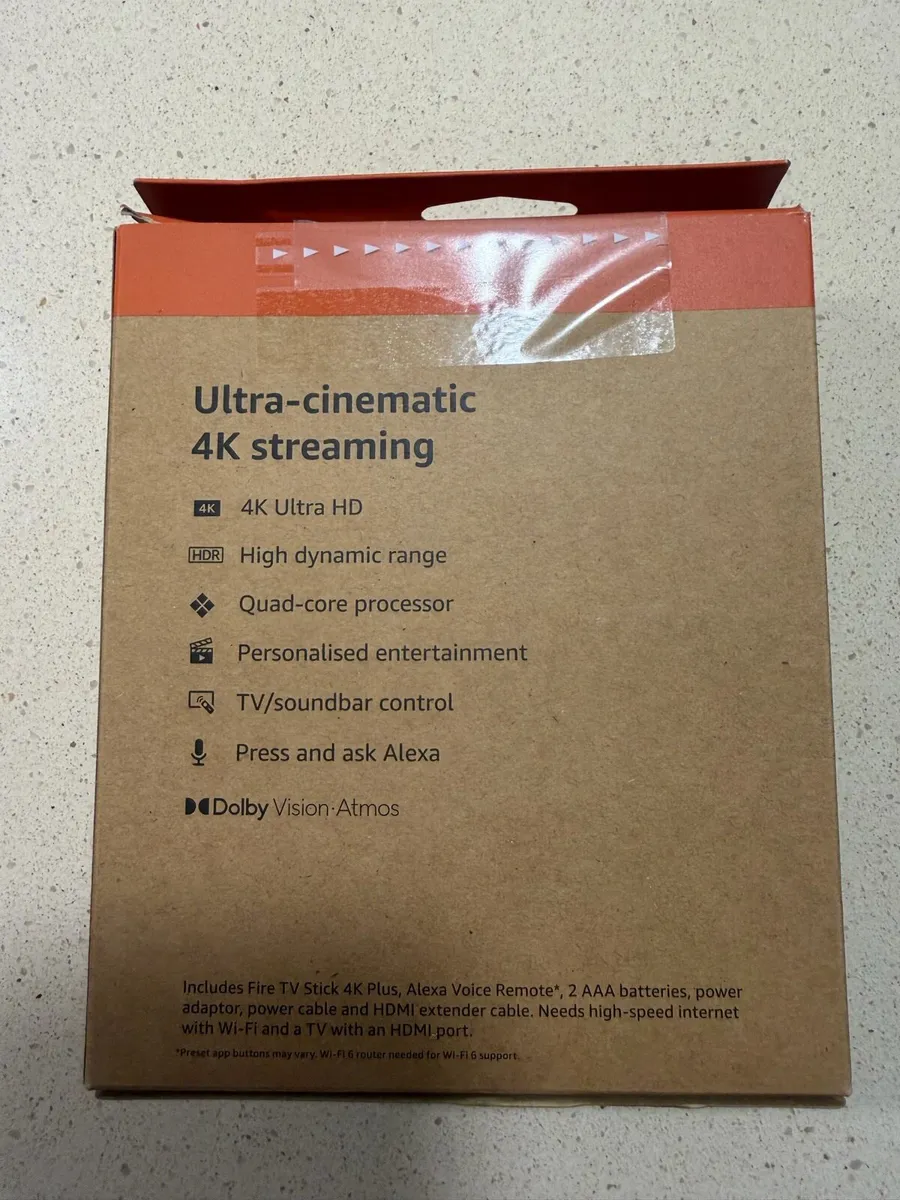 Ultra-cinematic
4K streaming
4K 4K Ultra HD
HDR High dynamic range
Quad-core processor
Personalised entertainment
TV/soundbar control
Press and ask Alexa
Dolby Vision·Atmos
Includes Fire TV Stick 4K Plus, Alexa Voice Remote*, 2 AAA batteries, power
adaptor, power cable and HDMI extender cable. Needs high-speed internet
with Wi-Fi and a TV with an HDMI port.
*Preset app buttons may vary. Wi-Fi 6 router needed for Wi-Fi 6 support.